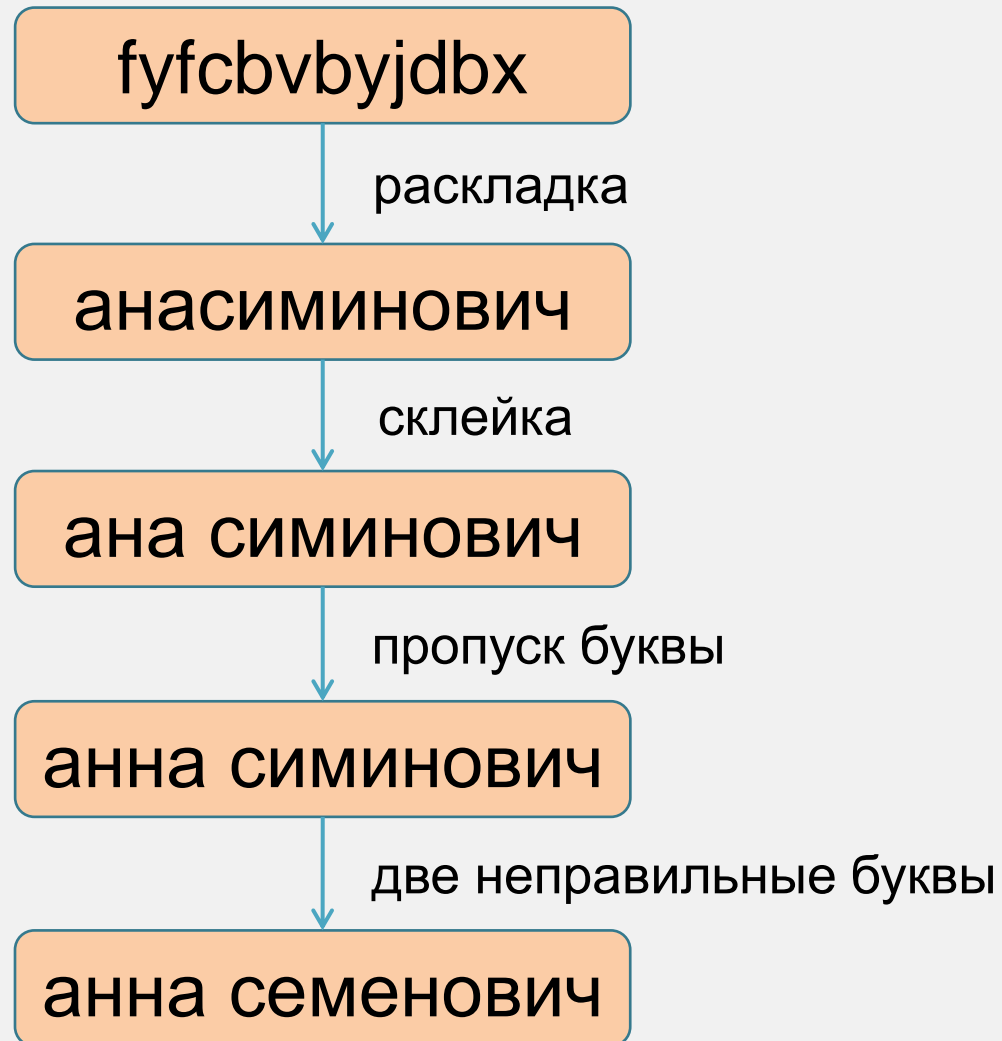 fyfcbvbyjdbx
раскладка
анасиминович
склейка
ана симинович
пропуск буквы
анна симинович
две неправильные буквы
анна семенович